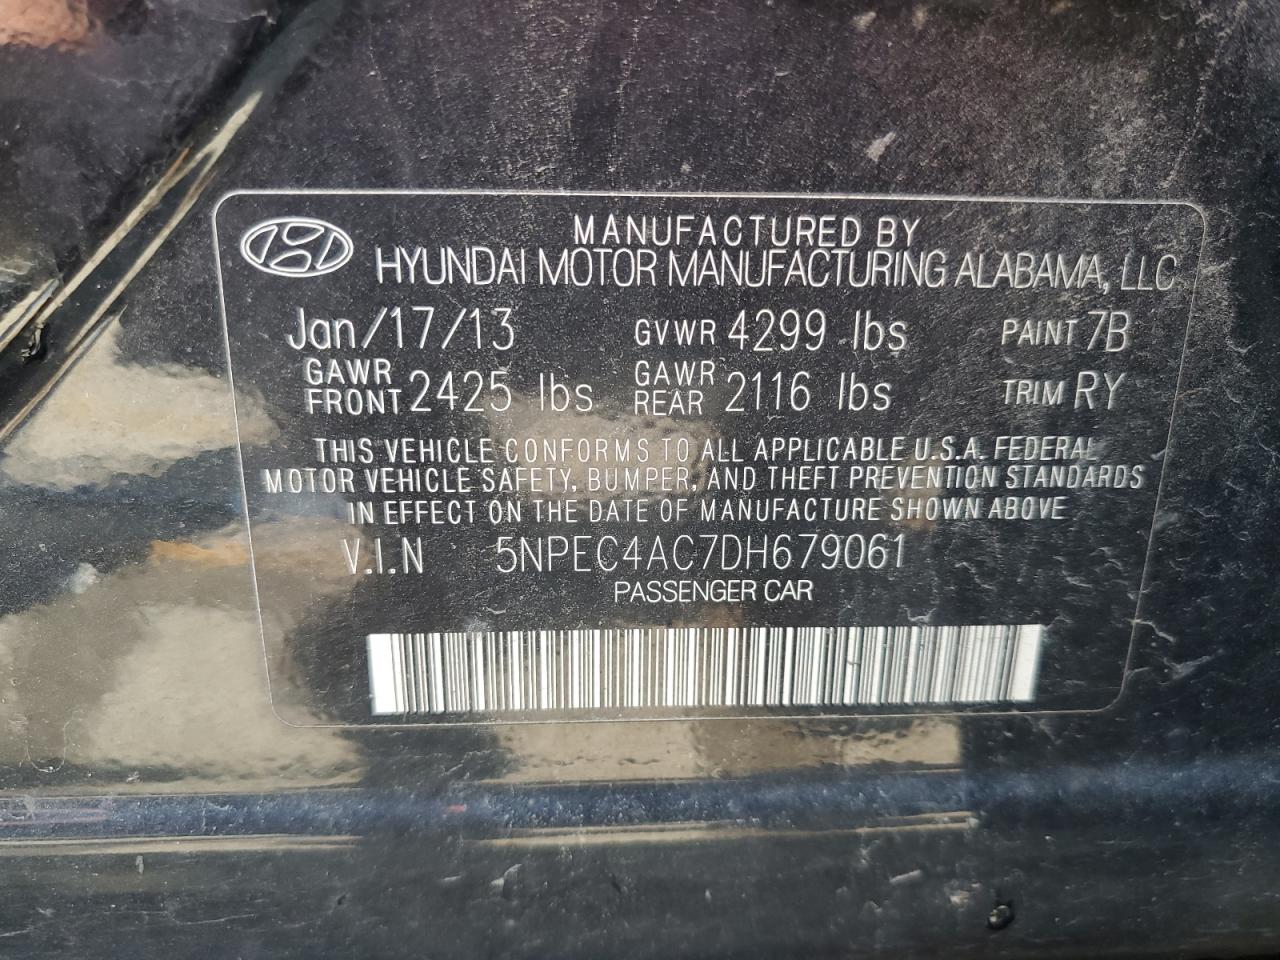 MANUFACTURED BY
HYUNDAI MOTOR MANUFACTURING ALABAMA, LLC
Jan/17/13 GVWR 4299 lbs PAINT 7B
GAWR FRONT 2425 lbs GAWR REAR 2116 lbs TRIM RY
THIS VEHICLE CONFORMS TO ALL APPLICABLE U.S.A. FEDERAL
MOTOR VEHICLE SAFETY, BUMPER, AND THEFT PREVENTION STANDARDS
IN EFFECT ON THE DATE OF MANUFACTURE SHOWN ABOVE
V.I.N 5NPEC4AC7DH679061
PASSENGER CAR